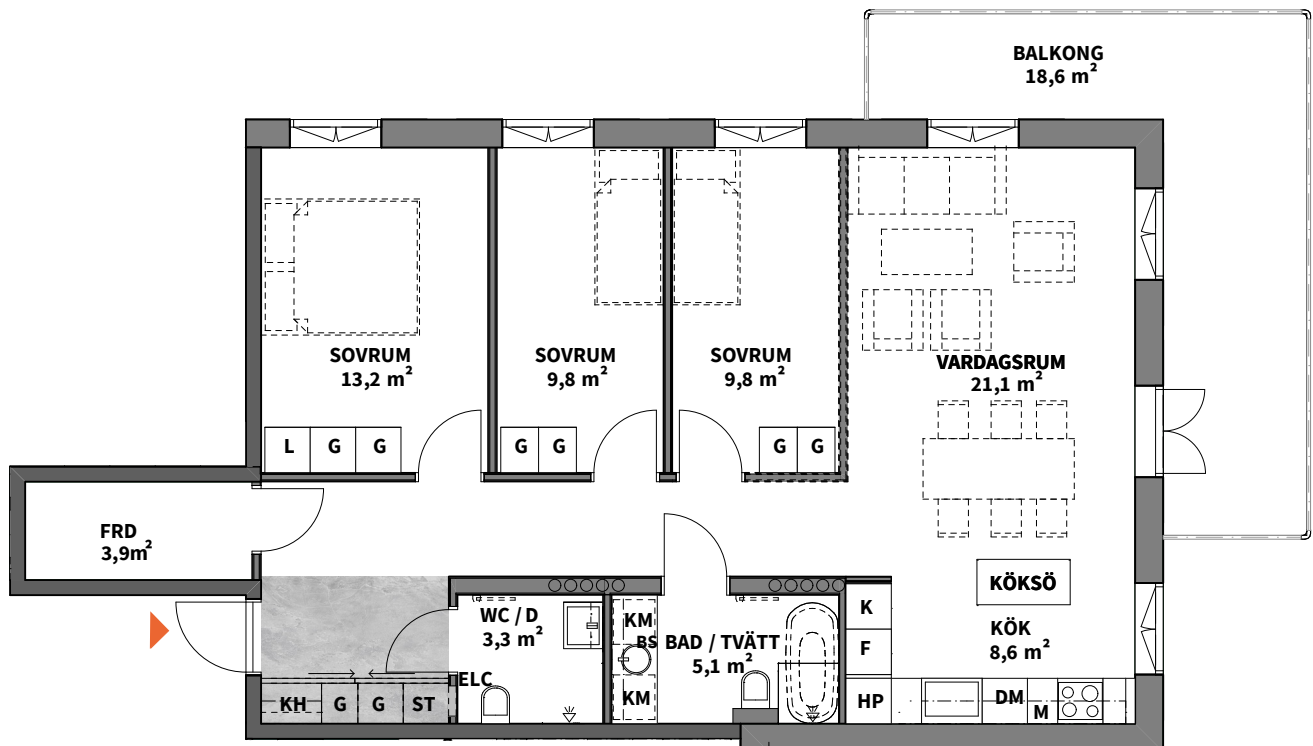 BALKONG
18,6 m²
SOVRUM
13,2 m²
SOVRUM
9,8 m²
SOVRUM
9,8 m²
VARDAGSRUM
21,1 m²
L G G
G G
G G
FRD
3,9m²
KÖKSÖ
KÖK
8,6 m²
WC / D
3,3 m²
KM
BS
BAD / TVÄTT
5,1 m²
KM
K
F
HP
DM
M
ELC
KH G G ST